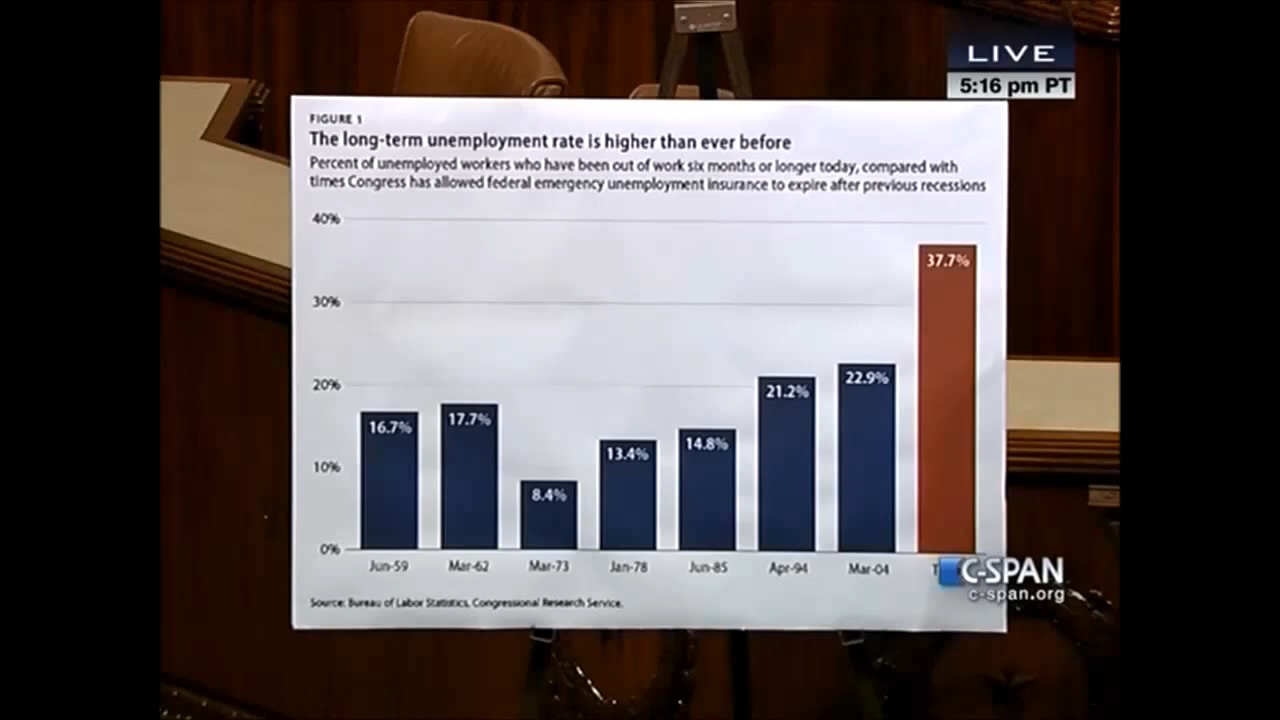 LIVE
5:16 pm PT
FIGURE 1
The long-term unemployment rate is higher than ever before
Percent of unemployed workers who have been out of work six months or longer today, compared with
times Congress has allowed federal emergency unemployment insurance to expire after previous recessions
40%
30%
20%
10%
0%
16.7%
17.7%
8.4%
13.4%
14.8%
21.2%
22.9%
37.7%
Jun-59
Mar-62
Mar-73
Jan-78
Jun-85
Apr-94
Mar-04
Source: Bureau of Labor Statistics, Congressional Research Service.
C-SPAN
c-span.org